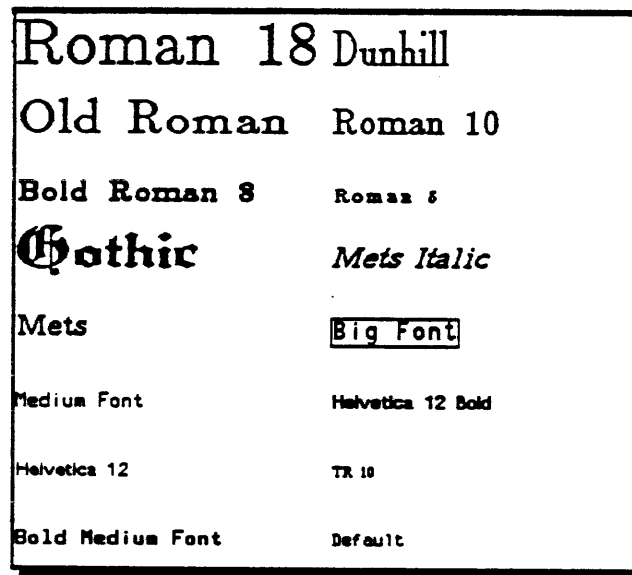 Roman 18 Dunhill
Old Roman Roman 10
Bold Roman 8 Roman 5
Gothic Mets Italic
Mets Big Font
Medium Font Helvetica 12 Bold
Helvetica 12 TR 10
Bold Medium Font Default